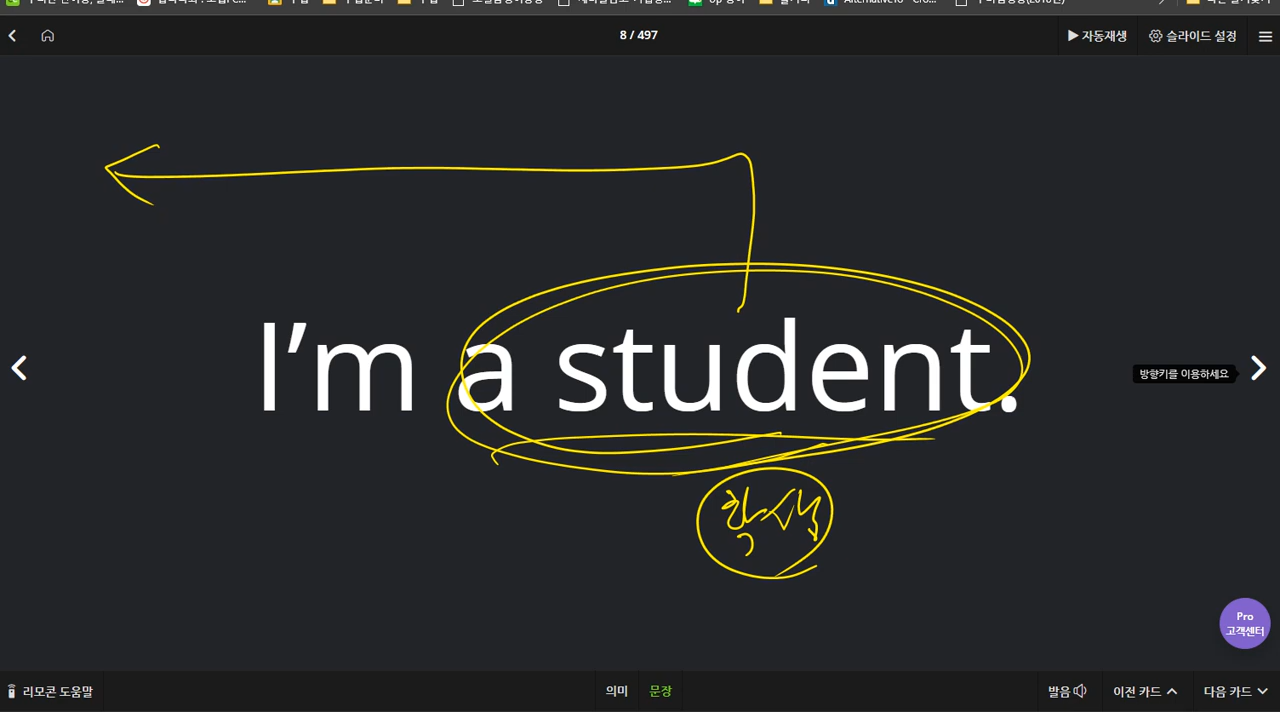 8 / 497
▶ 자동재생
슬라이드 설정
I’m a student.
방향키를 이용하세요
학생
Pro
고객센터
리모콘 도움말
의미
문장
발음
이전 카드
다음 카드